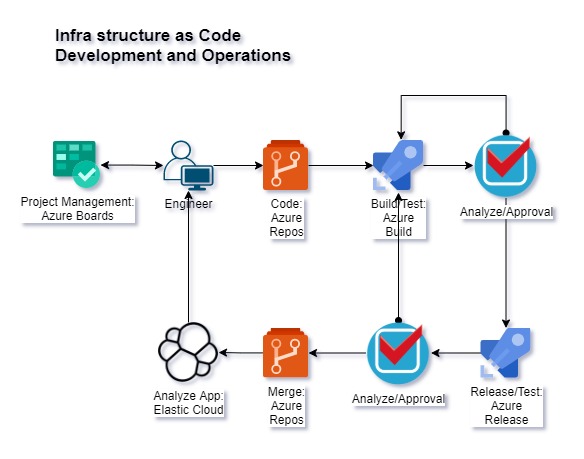 Infra structure as Code
Development and Operations
Project Management:
Azure Boards
Engineer
Code:
Azure
Repos
Build/Test:
Azure
Build
Analyze/Approval
Analyze App:
Elastic Cloud
Merge:
Azure
Repos
Analyze/Approval
Release/Test:
Azure
Release